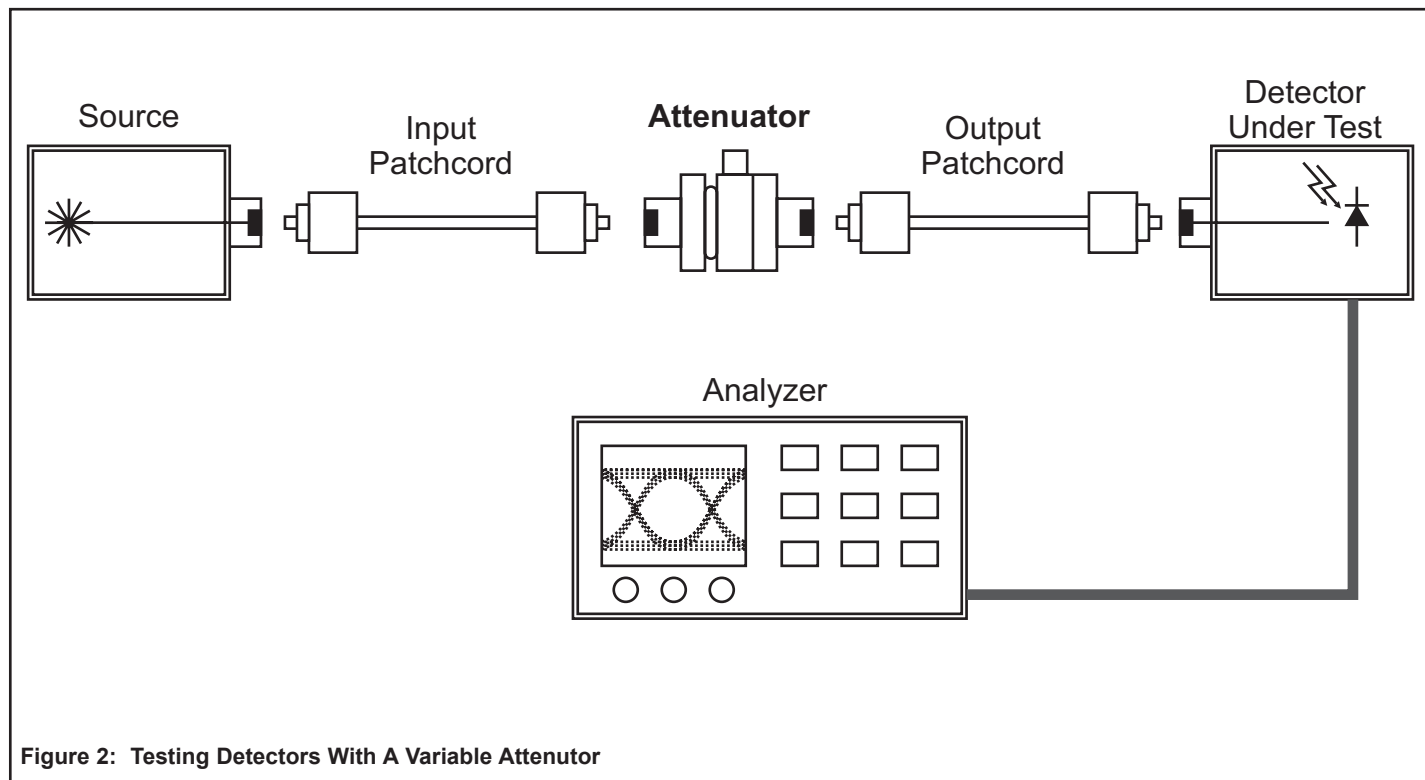 Source
Input
Patchcord
Attenuator
Output
Patchcord
Detector
Under Test
Analyzer
Figure 2: Testing Detectors With A Variable Attenutor